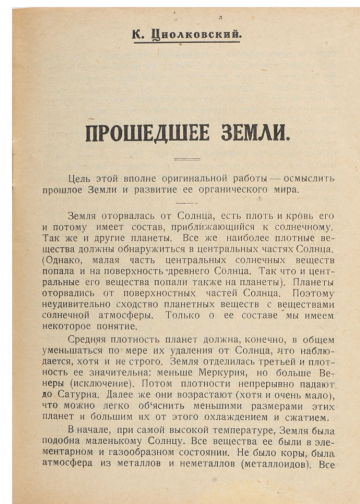 К. Циолковский.
ПРОШЕДШЕЕ ЗЕМЛИ.
Цель этой вполне оригинальной работы — осмыслить
прошлое Земли и развитие ее органического мира.
Земля оторвалась от Солнца, есть плоть и кровь его
и потому имеет состав, приближающийся к солнечному.
Так же и другие планеты. Все же наиболее плотные ве-
щества должны обнаружиться в центральных частях Солнца.
(Однако, малая часть центральных солнечных веществ
попала и на поверхность древнего Солнца. Так что и цент-
ральные его вещества попали также на планеты). Планеты
оторвались от поверхностных частей Солнца. Поэтому
неудивительно сходство планетных веществ с веществами
солнечной атмосферы. Только о ее составе мы имеем
некоторое понятие.
Средняя плотность планет должна, конечно, в общем
уменьшаться по мере их удаления от Солнца, что наблю-
дается, хотя и не строго. Земля отделилась третьей и плот-
ность ее значительна: меньше Меркурия, но больше Ве-
неры (исключение). Потом плотности непрерывно падают
до Сатурна. Далее же они возрастают (хотя и очень мало),
что можно легко об'яснить меньшими размерами этих
планет и большим их от этого охлаждением и сжатием.
В начале, при самой высокой температуре, Земля была
подобна маленькому Солнцу. Все вещества ее были в эле-
ментарном и газообразном состоянии. Не было коры, была
атмосфера из металлов и неметаллов (металлоидов). Все